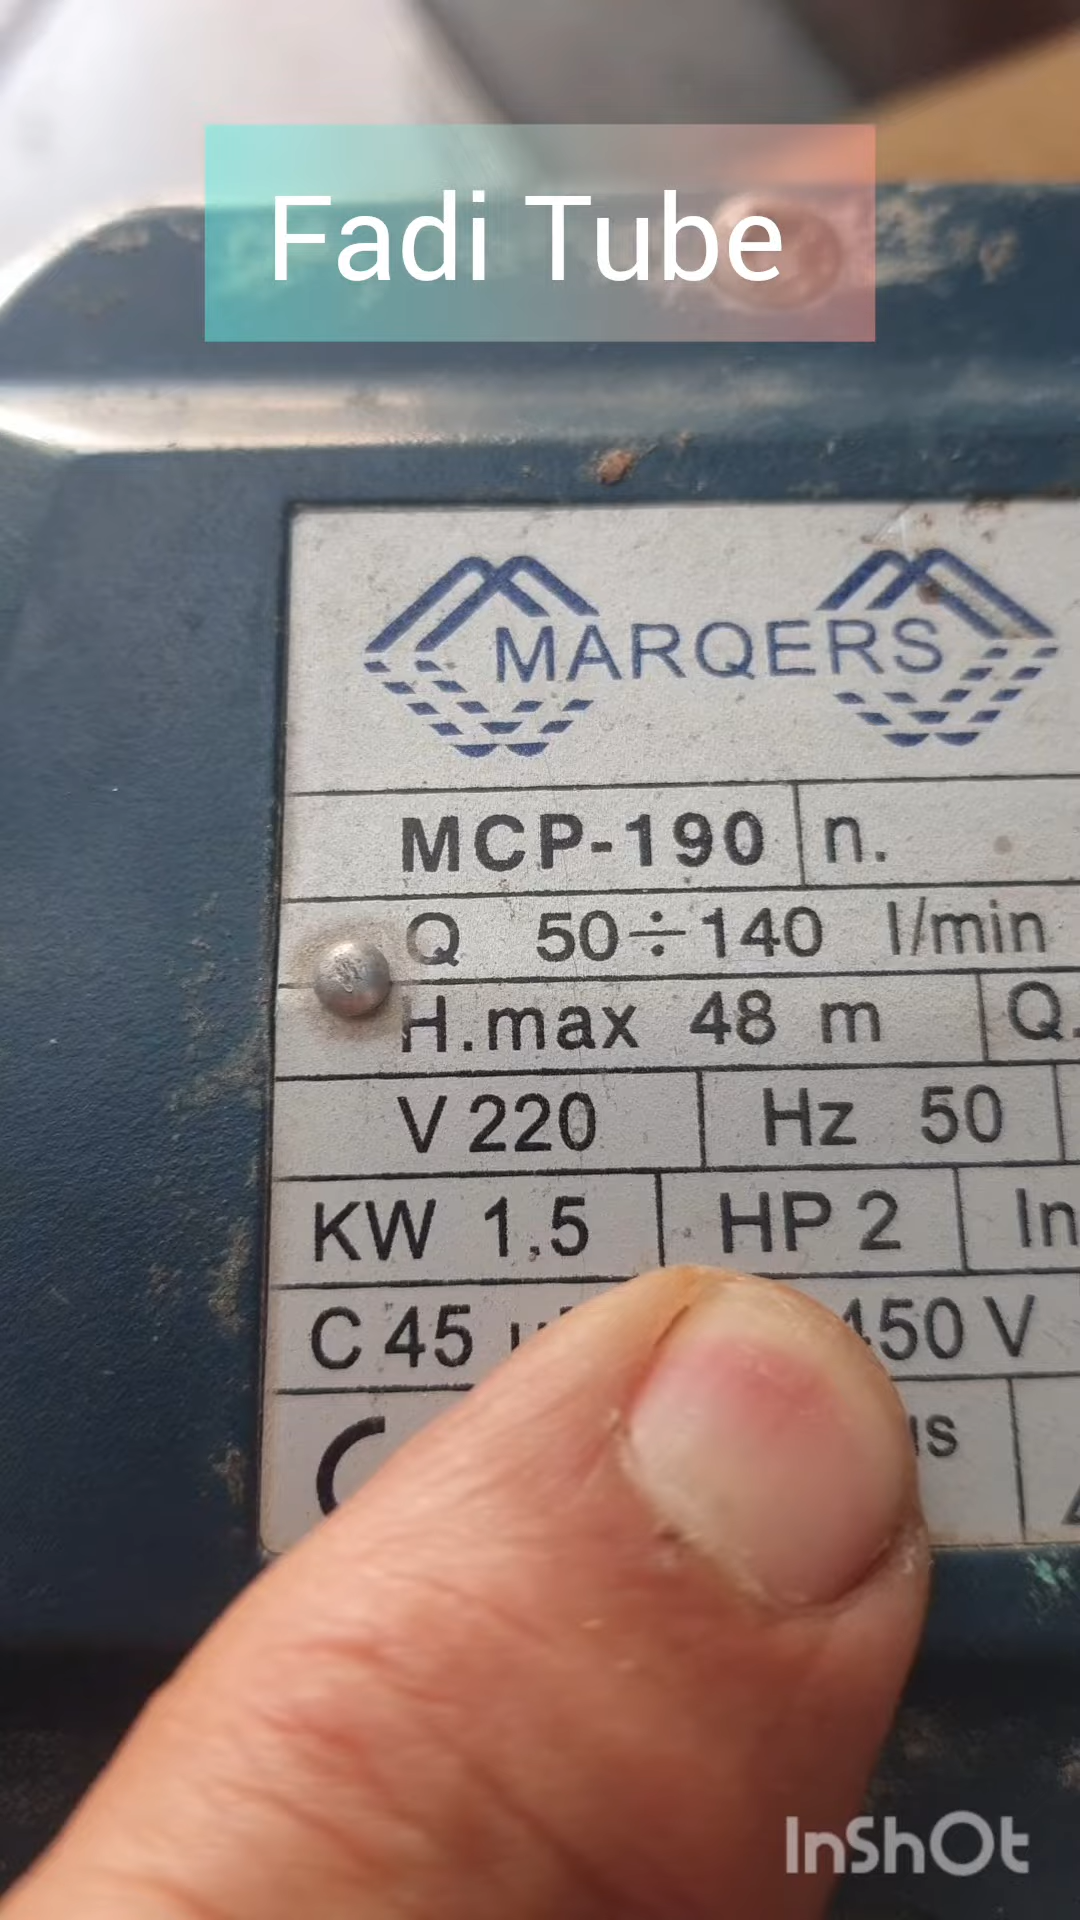 Fadi Tube
MARQERS
MCP-190 n.
Q 50÷140 l/min
H.max 48 m Q.
V 220 Hz 50
KW 1.5 HP 2 In
C 45 450 V
InShOt